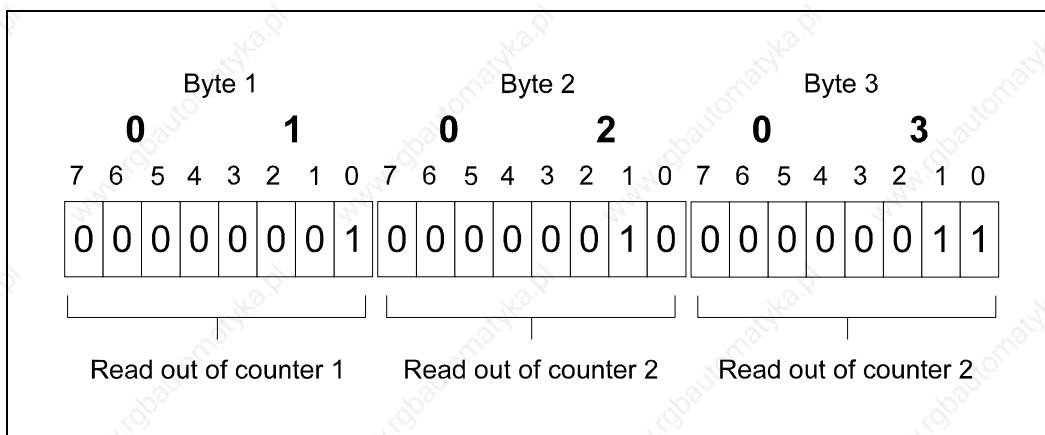 Byte 1 Byte 2 Byte 3
0 1 0 2 0 3
7 6 5 4 3 2 1 0 7 6 5 4 3 2 1 0 7 6 5 4 3 2 1 0
0 0 0 0 0 0 0 1 0 0 0 0 0 0 1 0 0 0 0 0 0 0 1 1
Read out of counter 1 Read out of counter 2 Read out of counter 2
www.rgbautomatyka.pl